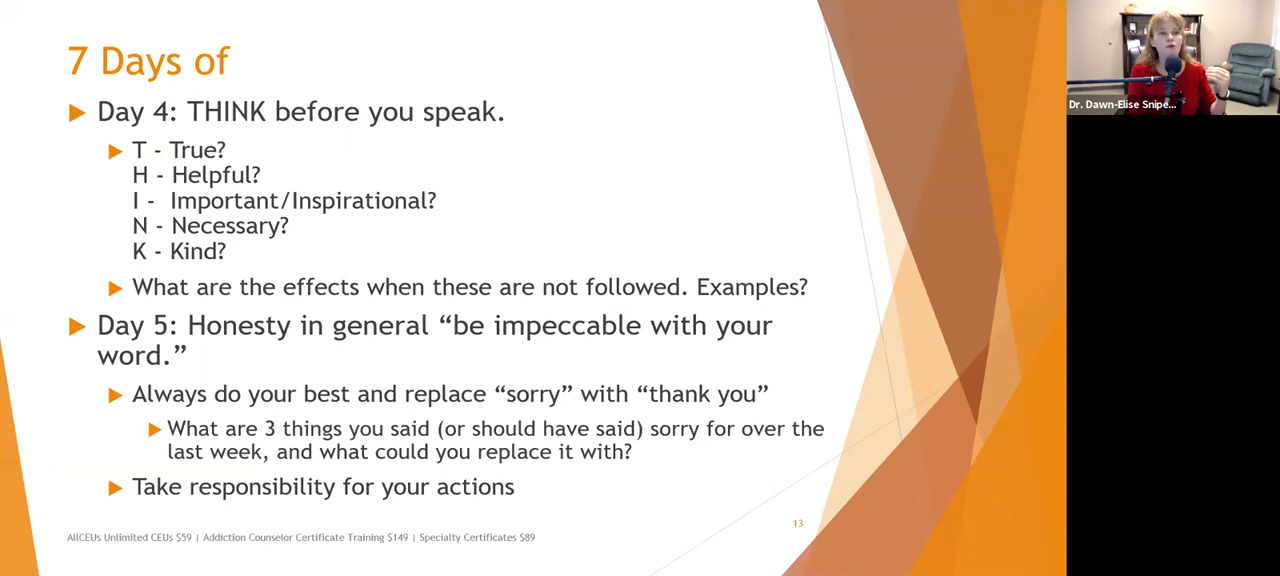 7 Days of
Day 4: THINK before you speak.
T - True?
H - Helpful?
I - Important/Inspirational?
N - Necessary?
K - Kind?
What are the effects when these are not followed. Examples?
Day 5: Honesty in general “be impeccable with your
word.”
Always do your best and replace “sorry” with “thank you”
What are 3 things you said (or should have said) sorry for over the
last week, and what could you replace it with?
Take responsibility for your actions
13
AllCEUs Unlimited CEUs $59 | Addiction Counselor Certificate Training $149 | Specialty Certificates $89
Dr. Dawn-Elise Snipe...